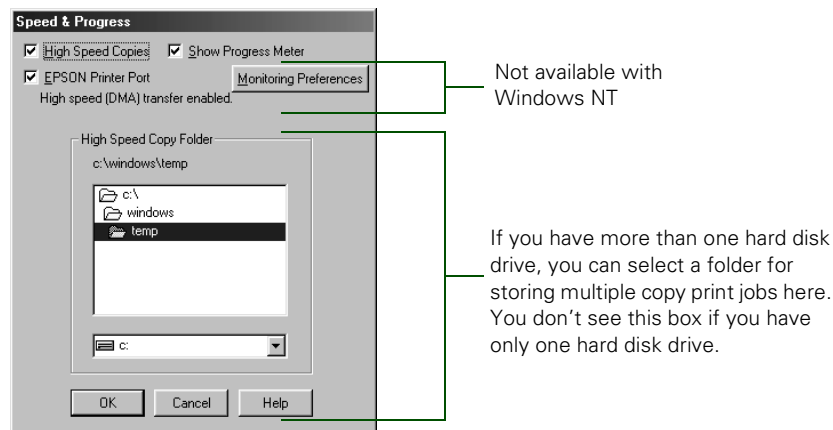 Speed & Progress
High Speed Copies
Show Progress Meter
EPSON Printer Port
Monitoring Preferences
High speed (DMA) transfer enabled.
Not available with
Windows NT
High Speed Copy Folder
c:\windows\temp
c:\
windows
temp
c:
OK
Cancel
Help
If you have more than one hard disk
drive, you can select a folder for
storing multiple copy print jobs here.
You don’t see this box if you have
only one hard disk drive.